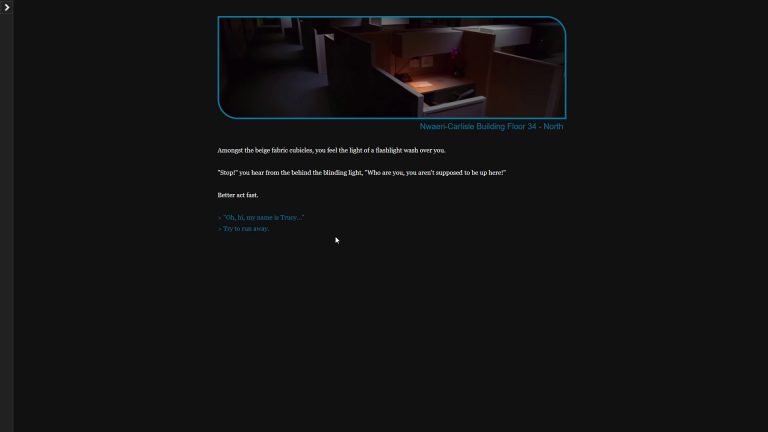 Nwaeri-Carlisle Building Floor 34 - North
Amongst the beige fabric cubicles, you feel the light of a flashlight wash over you.
"Stop!" you hear from the behind the blinding light, "Who are you, you aren't supposed to be up here!"
Better act fast.
» "Oh, hi, my name is Trucy..."
» Try to run away.